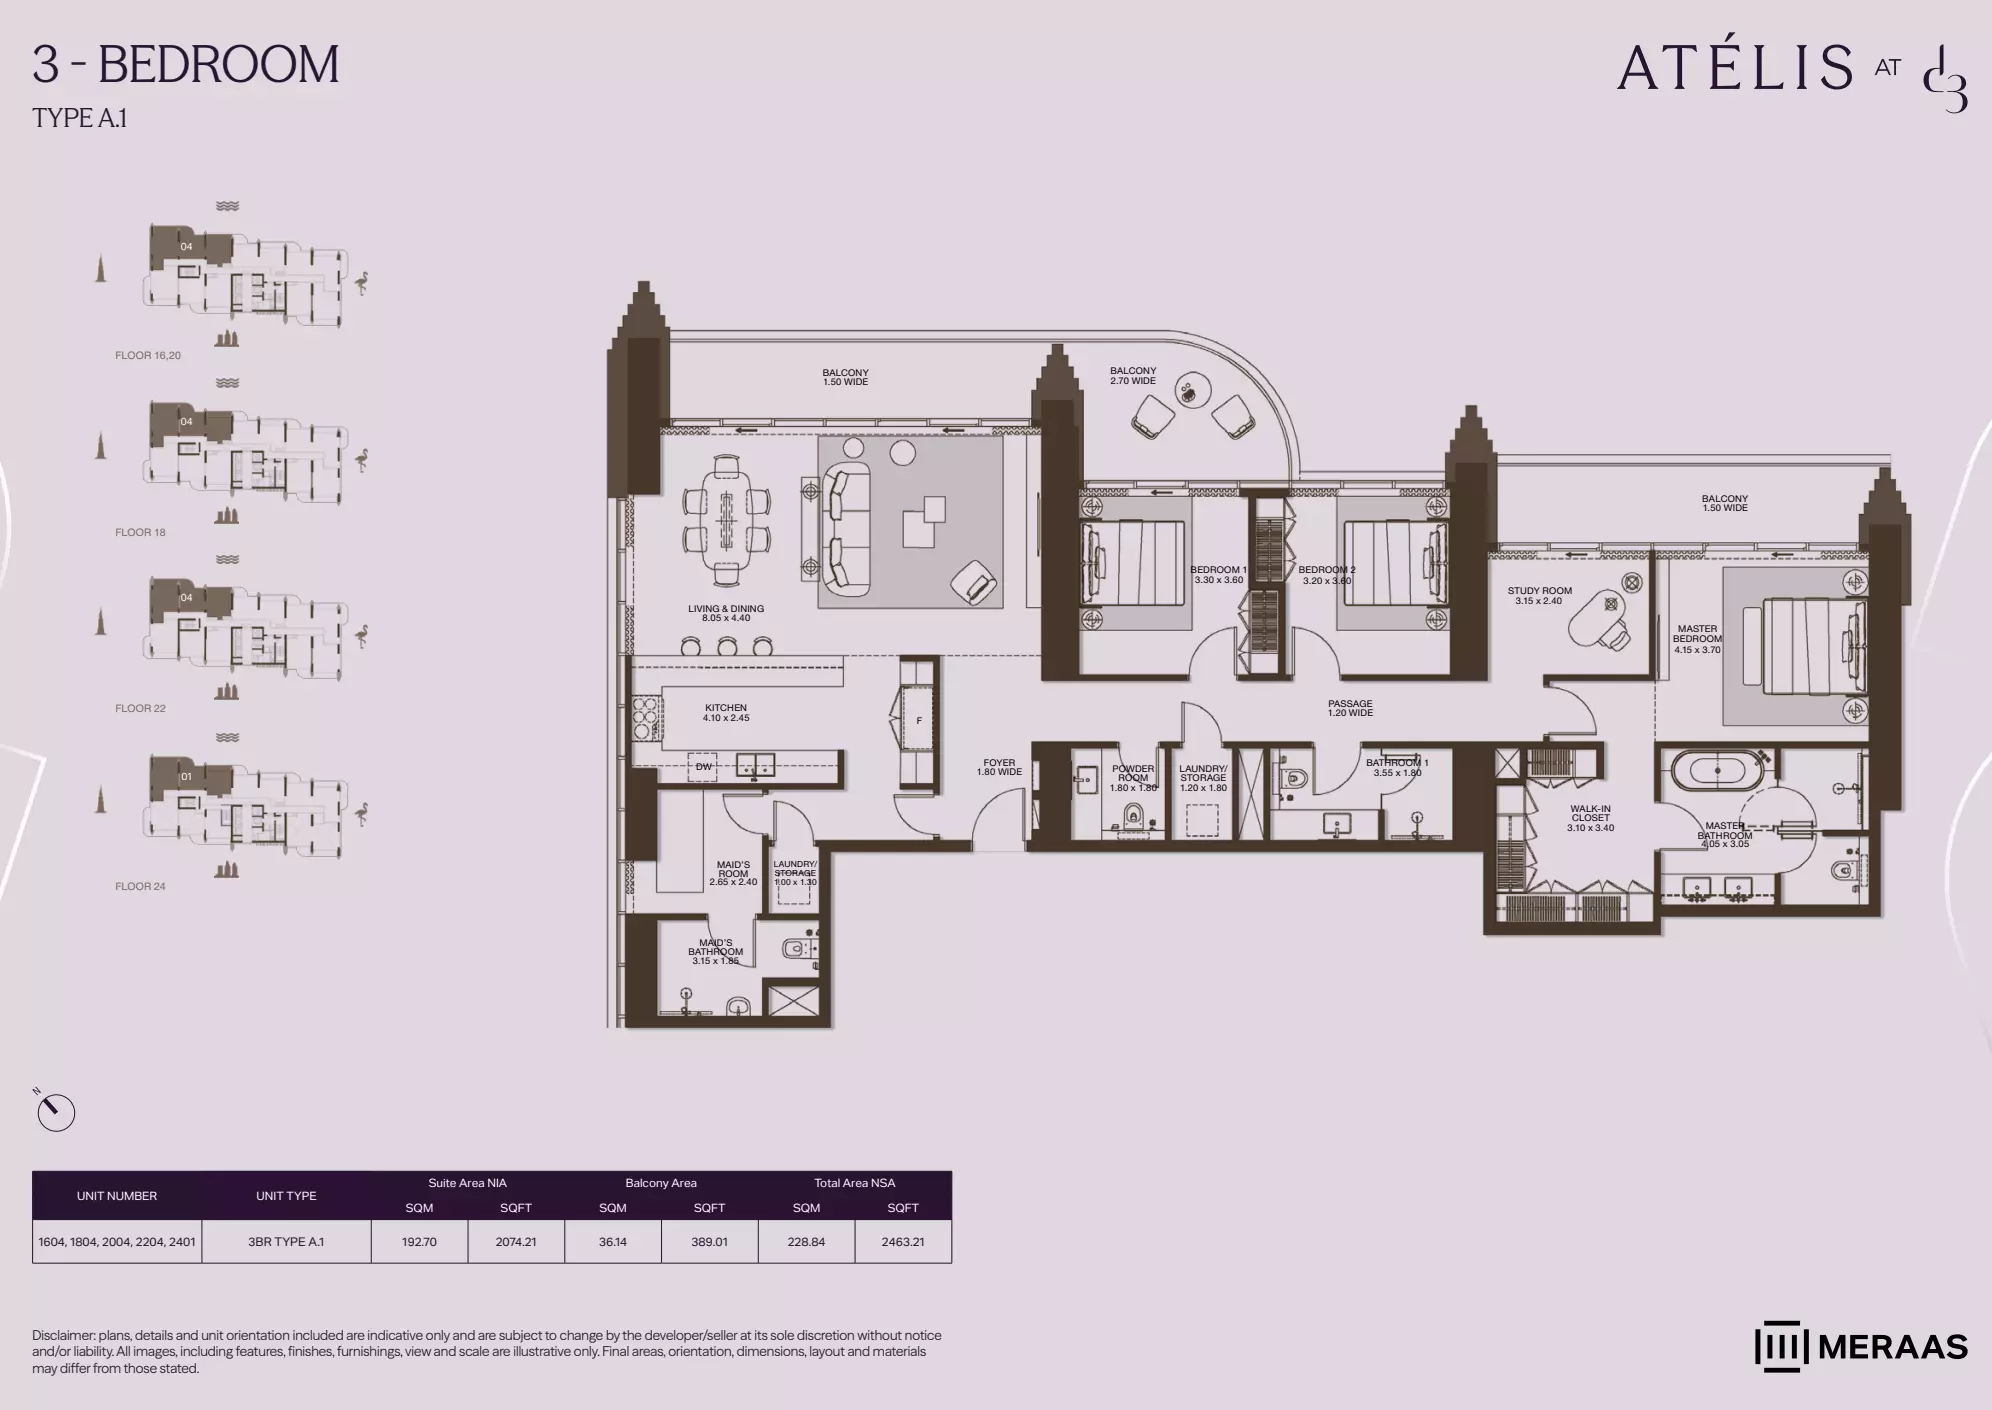 3 - BEDROOM
TYPE A.1
ATÉLIS AT d3
04
FLOOR 16,20
04
FLOOR 18
04
FLOOR 22
01
FLOOR 24
BALCONY
1.50 WIDE
BALCONY
2.70 WIDE
BALCONY
1.50 WIDE
LIVING & DINING
8.05 x 4.40
BEDROOM 1
3.30 x 3.60
BEDROOM 2
3.20 x 3.60
STUDY ROOM
3.15 x 2.40
MASTER
BEDROOM
4.15 x 3.70
KITCHEN
4.10 x 2.45
F
DW
PASSAGE
1.20 WIDE
FOYER
1.80 WIDE
POWDER
ROOM
1.80 x 1.80
LAUNDRY/
STORAGE
1.20 x 1.80
BATHROOM 1
3.55 x 1.80
WALK-IN
CLOSET
3.10 x 3.40
MASTER
BATHROOM
4.05 x 3.05
MAID'S
ROOM
2.65 x 2.40
LAUNDRY/
STORAGE
1.00 x 1.30
MAID'S
BATHROOM
3.15 x 1.85
N
UNIT NUMBER UNIT TYPE Suite Area NIA Balcony Area Total Area NSA
SQM SQFT SQM SQFT SQM SQFT
1604, 1804, 2004, 2204, 2401 3BR TYPE A.1 192.70 2074.21 36.14 389.01 228.84 2463.21
Disclaimer: plans, details and unit orientation included are indicative only and are subject to change by the developer/seller at its sole discretion without notice
and/or liability. All images, including features, finishes, furnishings, view and scale are illustrative only. Final areas, orientation, dimensions, layout and materials
may differ from those stated.
MERAAS